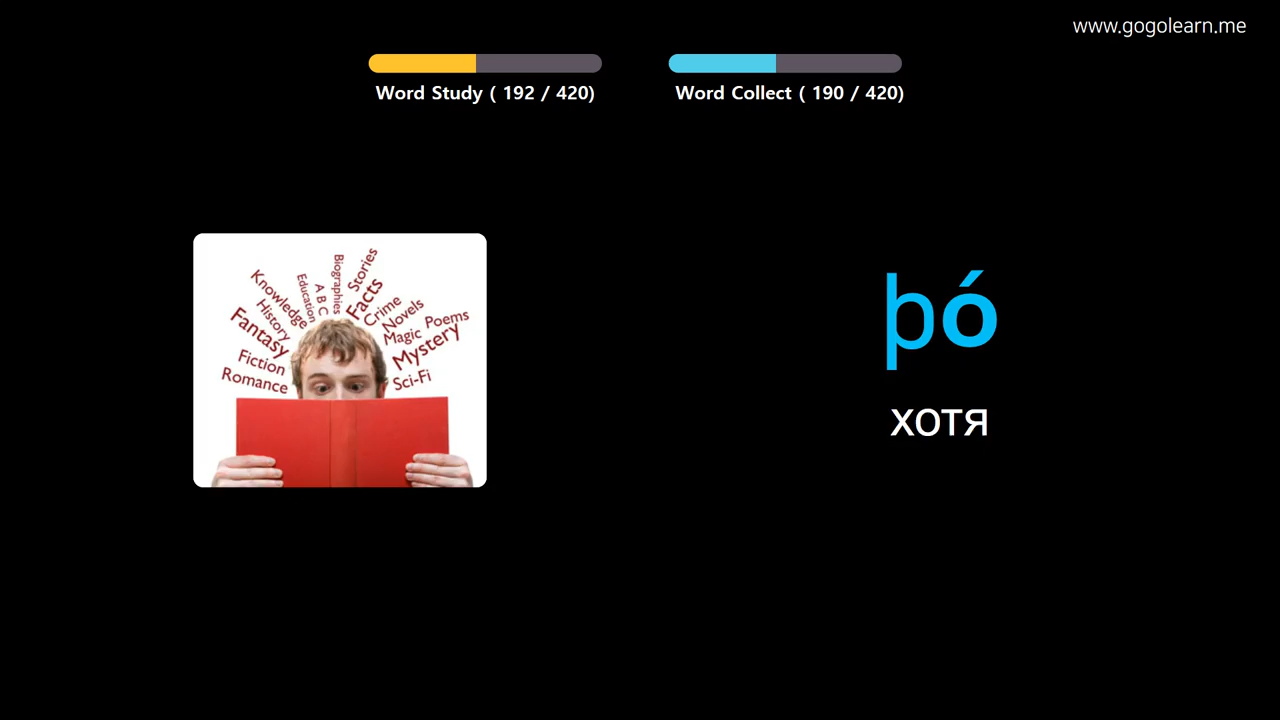 www.gogolearn.me
Word Study ( 192 / 420)
Word Collect ( 190 / 420)
Biographies
Stories
Knowledge
Education
A B C
Facts
History
Crime
Novels
Fantasy
Magic
Poems
Fiction
Mystery
Romance
Sci-Fi
þó
хотя